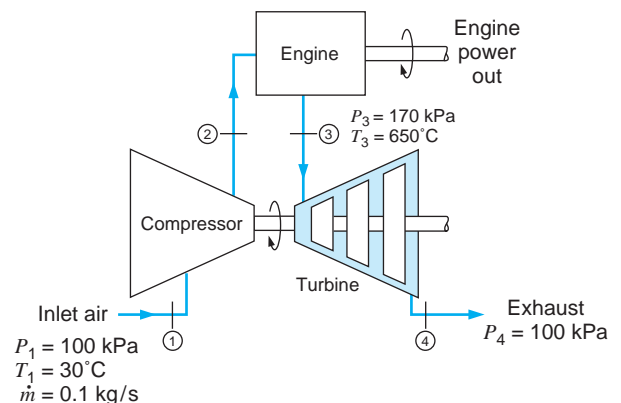 Engine
Engine
power
out
②
③
P3 = 170 kPa
T3 = 650°C
Compressor
Turbine
Inlet air
①
P1 = 100 kPa
T1 = 30°C
ṁ = 0.1 kg/s
④
Exhaust
P4 = 100 kPa